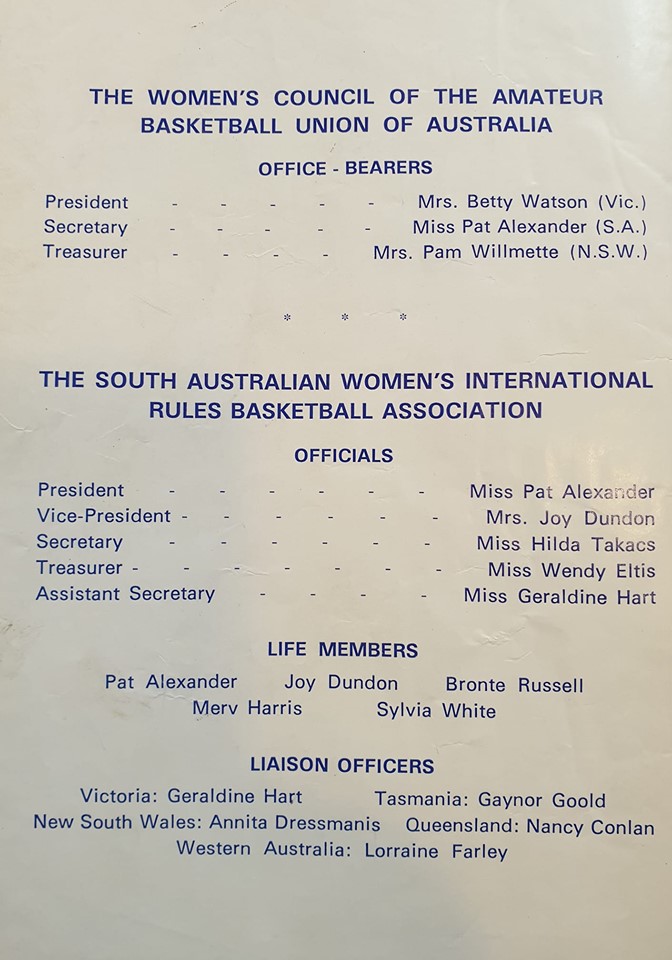 THE WOMEN'S COUNCIL OF THE AMATEUR
BASKETBALL UNION OF AUSTRALIA
OFFICE - BEARERS
President - - - - - Mrs. Betty Watson (Vic.)
Secretary - - - - - Miss Pat Alexander (S.A.)
Treasurer - - - - Mrs. Pam Willmette (N.S.W.)
* * *
THE SOUTH AUSTRALIAN WOMEN'S INTERNATIONAL
RULES BASKETBALL ASSOCIATION
OFFICIALS
President - - - - - - Miss Pat Alexander
Vice-President - - - - - - Mrs. Joy Dundon
Secretary - - - - - - Miss Hilda Takacs
Treasurer - - - - - - - Miss Wendy Eltis
Assistant Secretary - - - - Miss Geraldine Hart
LIFE MEMBERS
Pat Alexander Joy Dundon Bronte Russell
Merv Harris Sylvia White
LIAISON OFFICERS
Victoria: Geraldine Hart Tasmania: Gaynor Goold
New South Wales: Annita Dressmanis Queensland: Nancy Conlan
Western Australia: Lorraine Farley